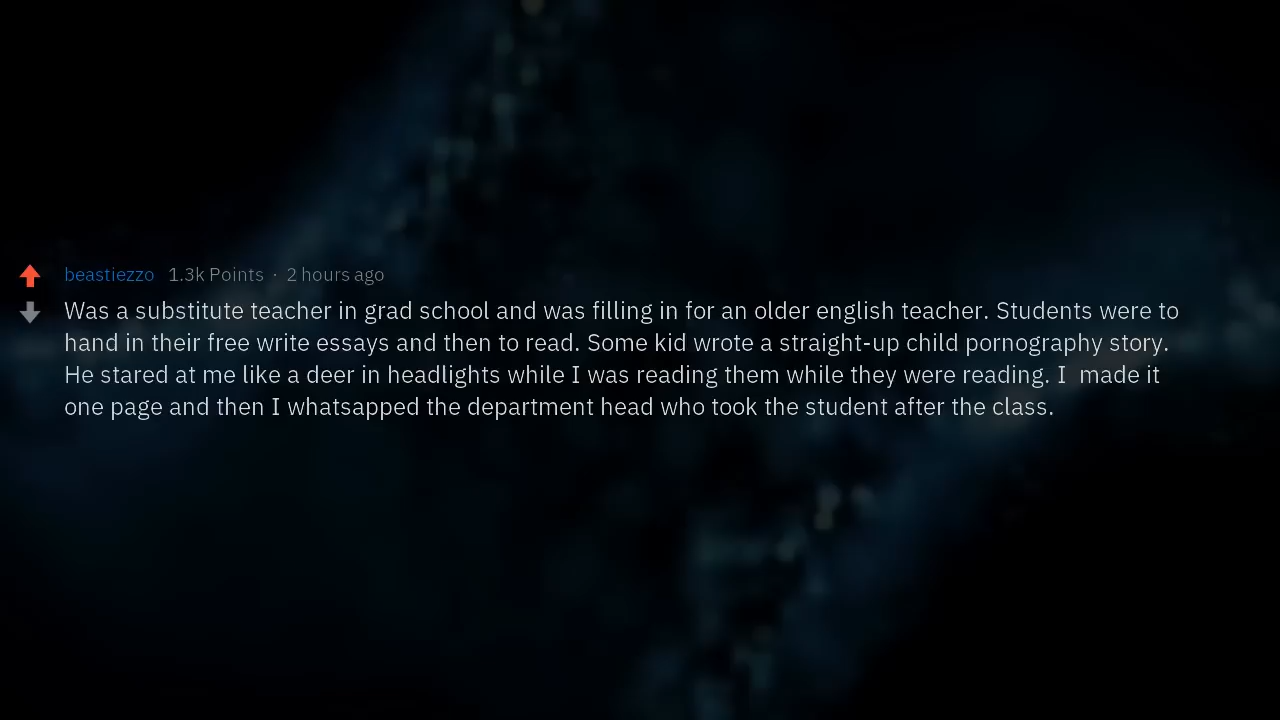 beastiezzo 1.3k Points · 2 hours ago
Was a substitute teacher in grad school and was filling in for an older english teacher. Students were to
hand in their free write essays and then to read. Some kid wrote a straight-up child pornography story.
He stared at me like a deer in headlights while I was reading them while they were reading. I  made it
one page and then I whatsapped the department head who took the student after the class.